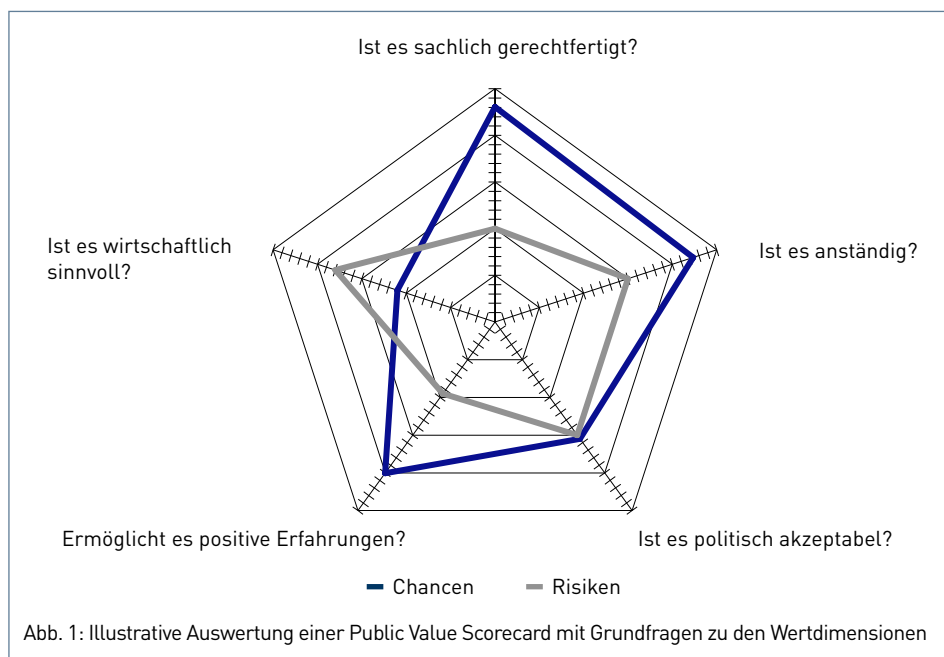 Ist es sachlich gerechtfertigt?
Ist es wirtschaftlich
sinnvoll?
Ist es anständig?
Ermöglicht es positive Erfahrungen?
Ist es politisch akzeptabel?
Chancen
Risiken
Abb. 1: Illustrative Auswertung einer Public Value Scorecard mit Grundfragen zu den Wertdimensionen